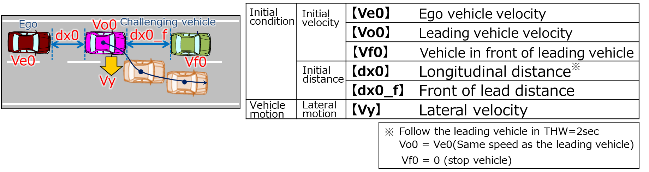 Ego
Vo0
Challenging vehicle
dx0
dx0_f
Ve0
Vf0
Vy
Initial condition
Initial velocity
【Ve0】 Ego vehicle velocity
【Vo0】 Leading vehicle velocity
【Vf0】 Vehicle in front of leading vehicle
Initial distance
【dx0】 Longitudinal distance※
【dx0_f】 Front of lead distance
Vehicle motion
Lateral motion
【Vy】 Lateral velocity
※ Follow the leading vehicle in THW=2sec
Vo0 = Ve0(Same speed as the leading vehicle)
Vf0 = 0 (stop vehicle)